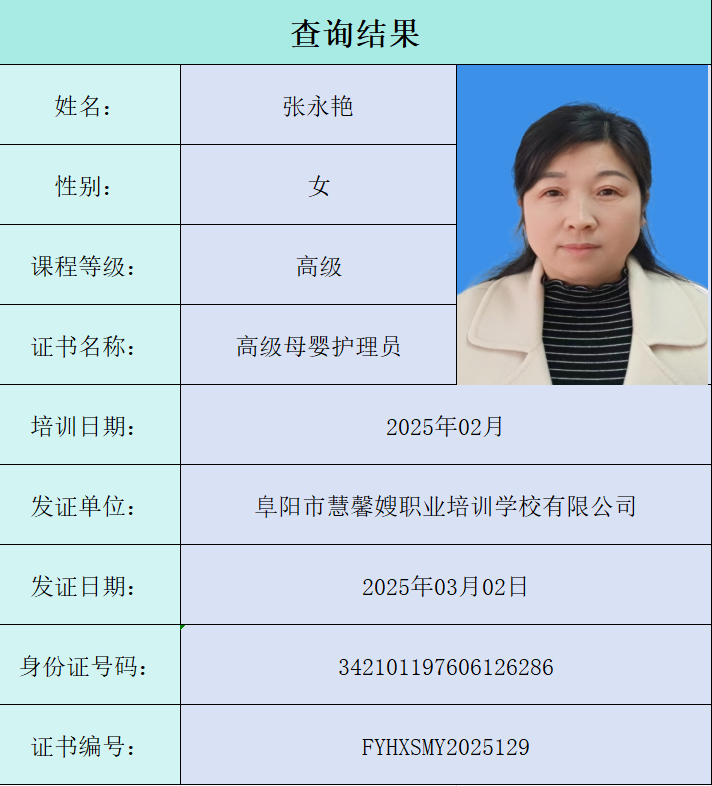 查询结果
姓名： 张永艳
性别： 女
课程等级： 高级
证书名称： 高级母婴护理员
培训日期： 2025年02月
发证单位： 阜阳市慧馨嫂职业培训学校有限公司
发证日期： 2025年03月02日
身份证号码： 342101197606126286
证书编号： FYHXSMY2025129